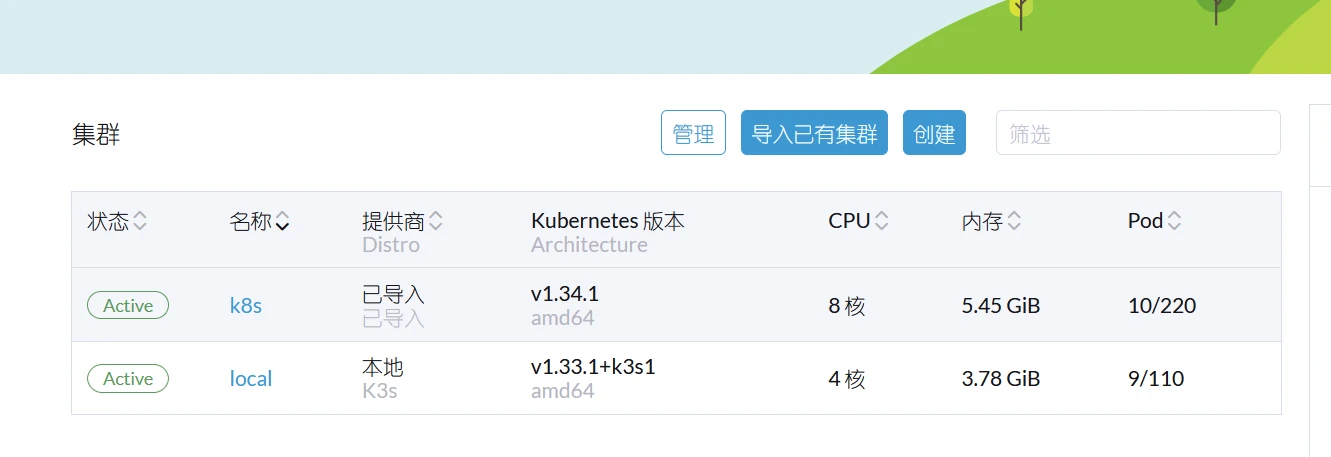 集群
管理 导入已有集群 创建 筛选
状态 名称 提供商 Kubernetes 版本 CPU 内存 Pod
Distro Architecture
Active k8s 已导入 v1.34.1 8 核 5.45 GiB 10/220
已导入 amd64
Active local 本地 v1.33.1+k3s1 4 核 3.78 GiB 9/110
K3s amd64